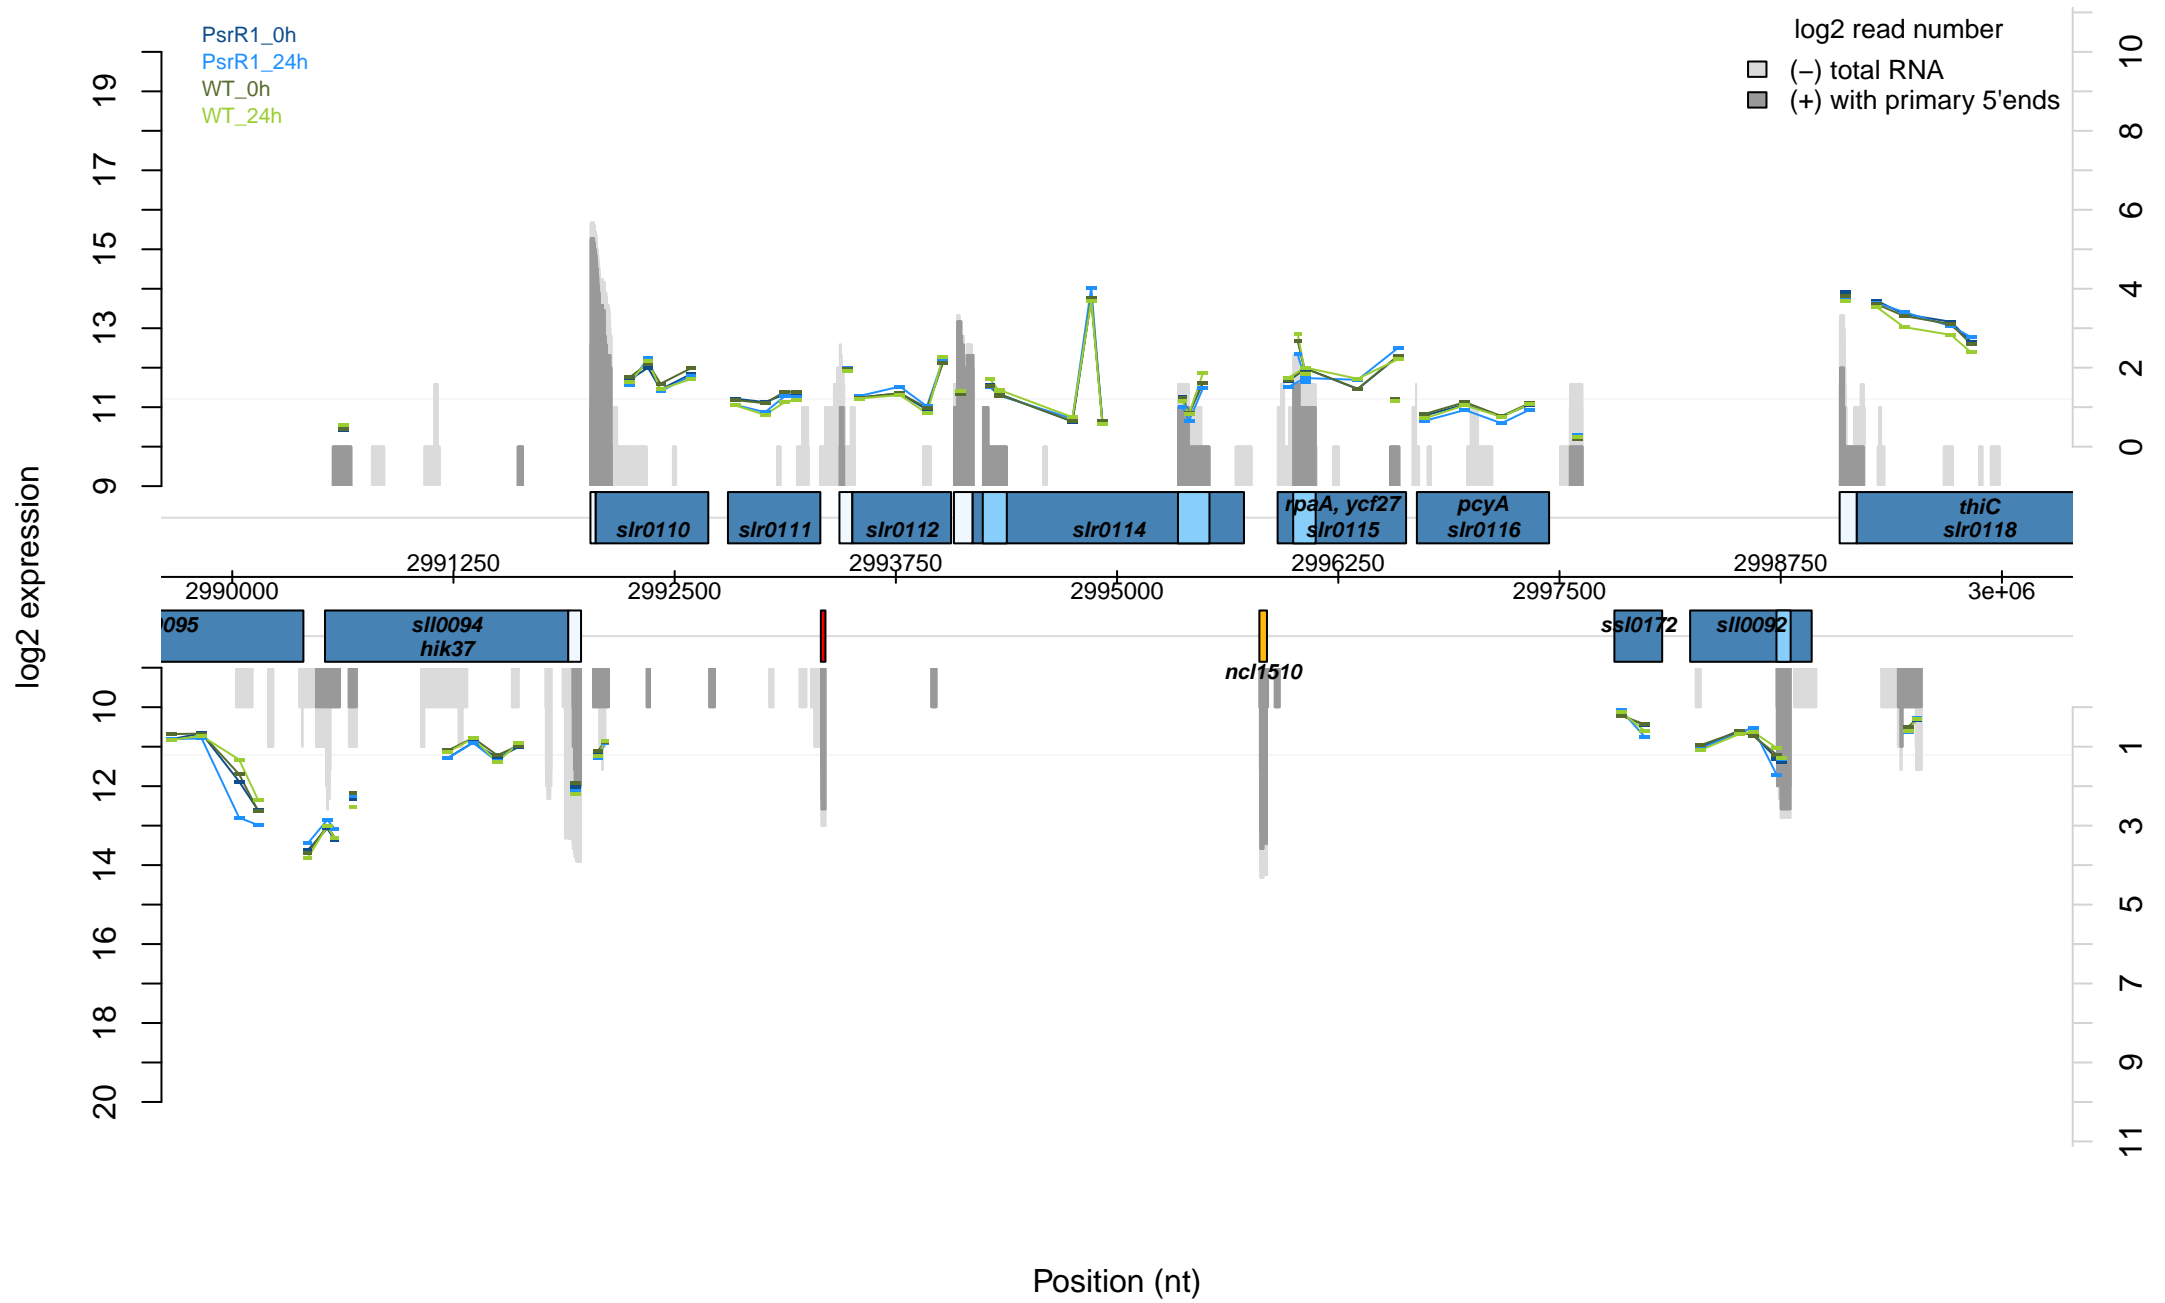 PsrR1_0h
PsrR1_24h
WT_0h
WT_24h
log2 read number
(−) total RNA
(+) with primary 5'ends
19
17
15
13
11
9
10
8
6
4
2
0
log2 expression
slr0110
slr0111
slr0112
slr0114
rpaA, ycf27
slr0115
pcyA
slr0116
thiC
slr0118
2991250
2993750
2996250
2998750
2990000
2992500
2995000
2997500
3e+06
0095
sll0094
hik37
ncl1510
ssl0172
sll0092
10
12
14
16
18
20
1
3
5
7
9
11
Position (nt)